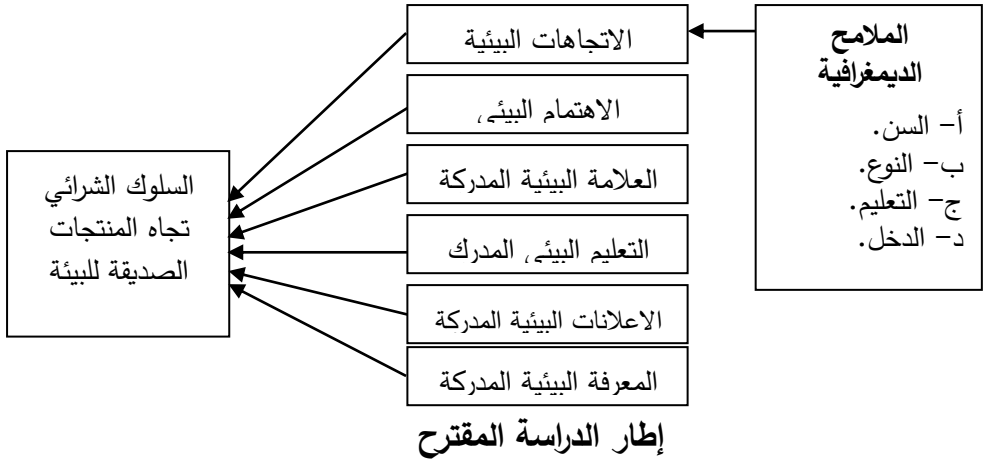 الملامح
الديمغرافية
أ- السن.
ب- النوع.
ج- التعليم.
د- الدخل.
الاتجاهات البيئية
الاهتمام البيئي
العلامة البيئية المدركة
التعليم البيئي المدرك
الاعلانات البيئية المدركة
المعرفة البيئية المدركة
السلوك الشرائي
تجاه المنتجات
الصديقة للبيئة
إطار الدراسة المقترح